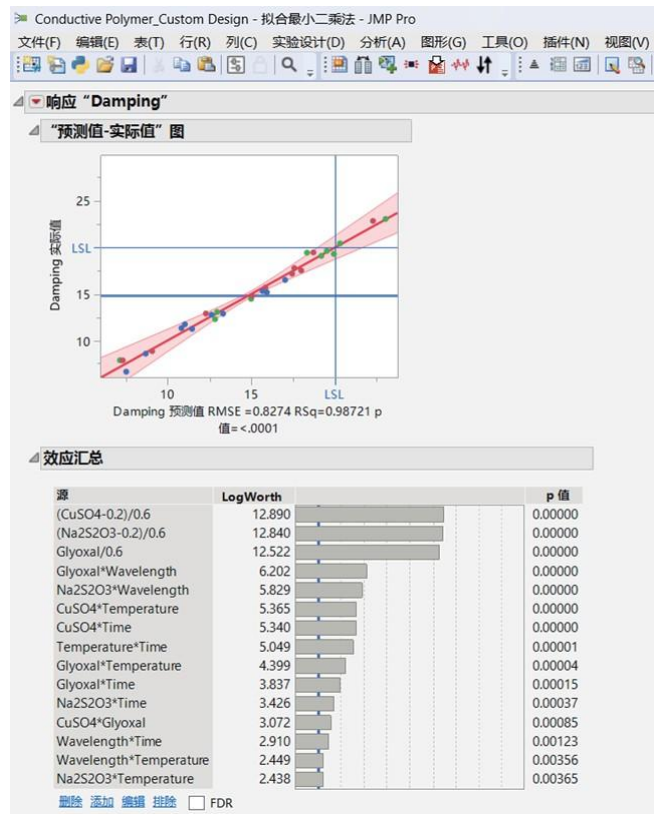 Conductive Polymer_Custom Design - 拟合最小二乘法 - JMP Pro
文件(F) 编辑(E) 表(T) 行(R) 列(C) 实验设计(D) 分析(A) 图形(G) 工具(O) 插件(N) 视图(V)
响应 “Damping”
“预测值-实际值” 图
Damping 实际值
25
LSL
15
10
10 15 LSL
Damping 预测值 RMSE =0.8274 RSq=0.98721 p
值=<.0001
效应汇总
源 LogWorth p 值
(CuSO4-0.2)/0.6 12.890 0.00000
(Na2S2O3-0.2)/0.6 12.840 0.00000
Glyoxal/0.6 12.522 0.00000
Glyoxal*Wavelength 6.202 0.00000
Na2S2O3*Wavelength 5.829 0.00000
CuSO4*Temperature 5.365 0.00000
CuSO4*Time 5.340 0.00000
Temperature*Time 5.049 0.00001
Glyoxal*Temperature 4.399 0.00004
Glyoxal*Time 3.837 0.00015
Na2S2O3*Time 3.426 0.00037
CuSO4*Glyoxal 3.072 0.00085
Wavelength*Time 2.910 0.00123
Wavelength*Temperature 2.449 0.00356
Na2S2O3*Temperature 2.438 0.00365
删除 添加 编辑 排除 FDR